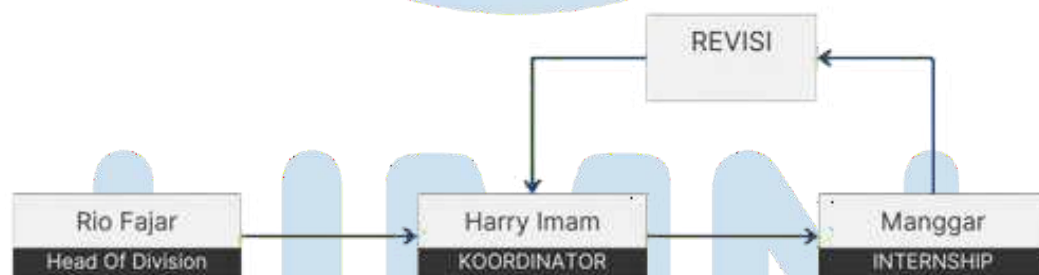 REVISI
Rio Fajar
Head Of Division
Harry Imam
KOORDINATOR
Manggar
INTERNSHIP